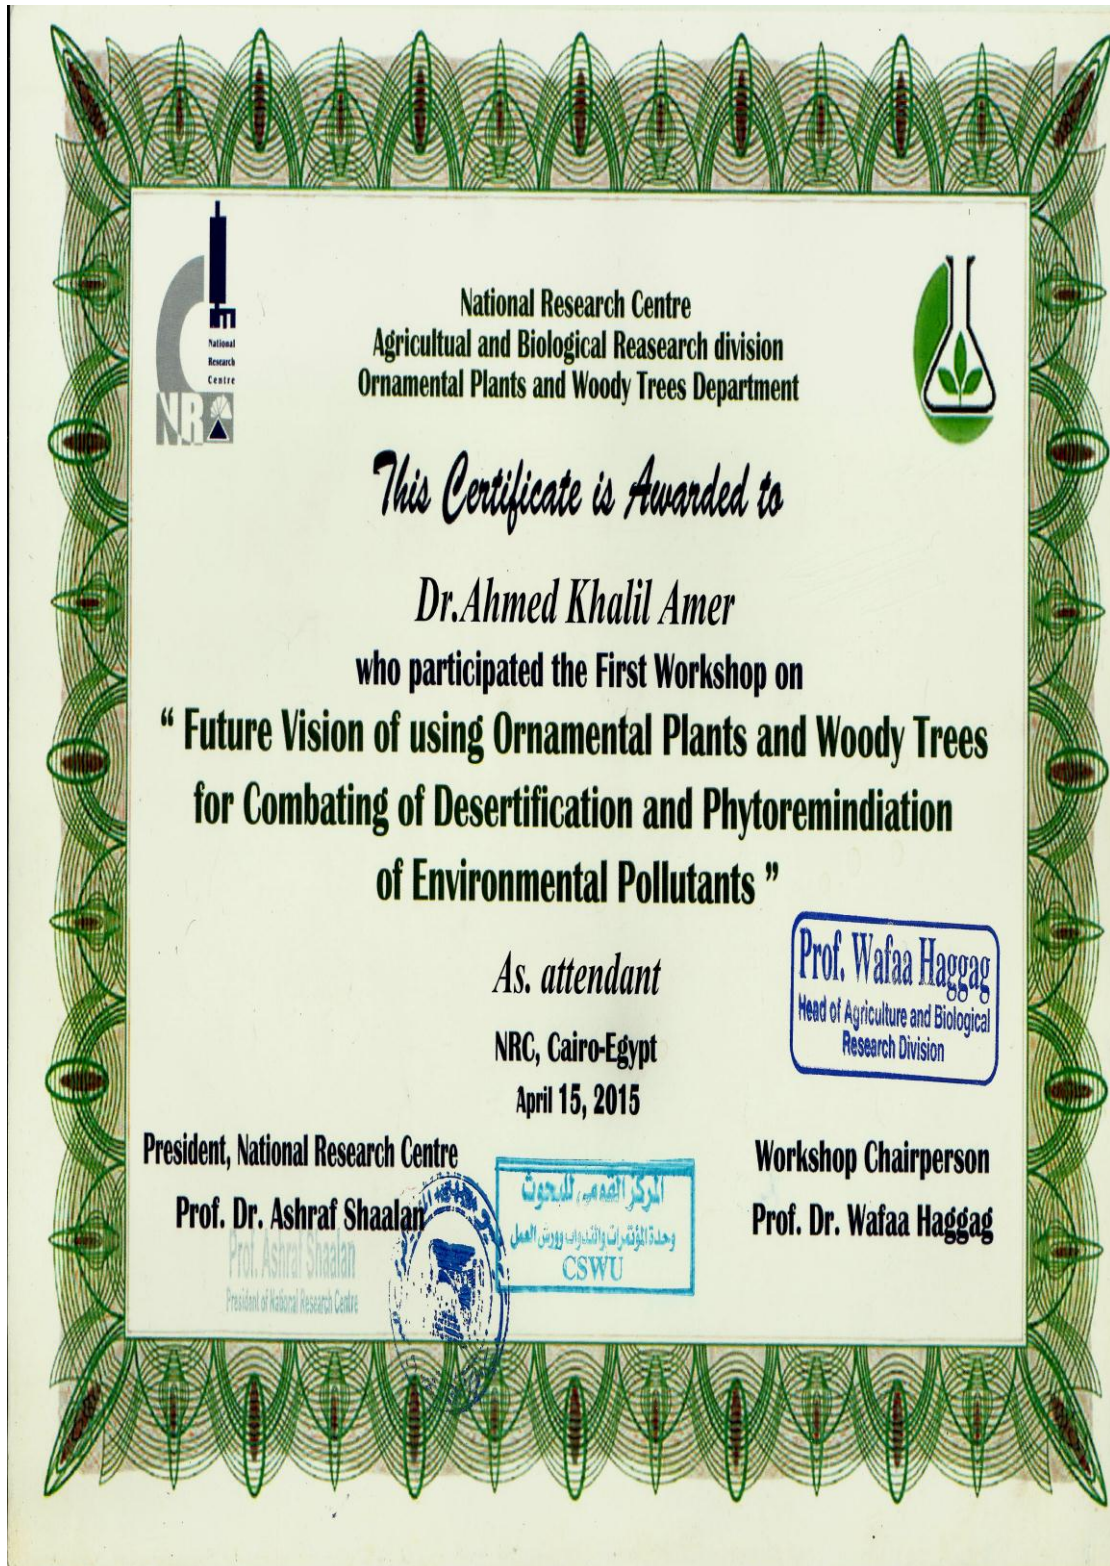 National
Research
Centre
NRC
National Research Centre
Agricultual and Biological Reasearch division
Ornamental Plants and Woody Trees Department
This Certificate is Awarded to
Dr.Ahmed Khalil Amer
who participated the First Workshop on
“ Future Vision of using Ornamental Plants and Woody Trees
for Combating of Desertification and Phytoremindiation
of Environmental Pollutants ”
As. attendant
NRC, Cairo-Egypt
April 15, 2015
Prof. Wafaa Haggag
Head of Agriculture and Biological
Research Division
President, National Research Centre
Prof. Dr. Ashraf Shaalan
Prof. Ashraf Shaalan
President of National Research Centre
المركز القومى للبحوث
وحدة المؤتمرات والندوات وورش العمل
CSWU
Workshop Chairperson
Prof. Dr. Wafaa Haggag